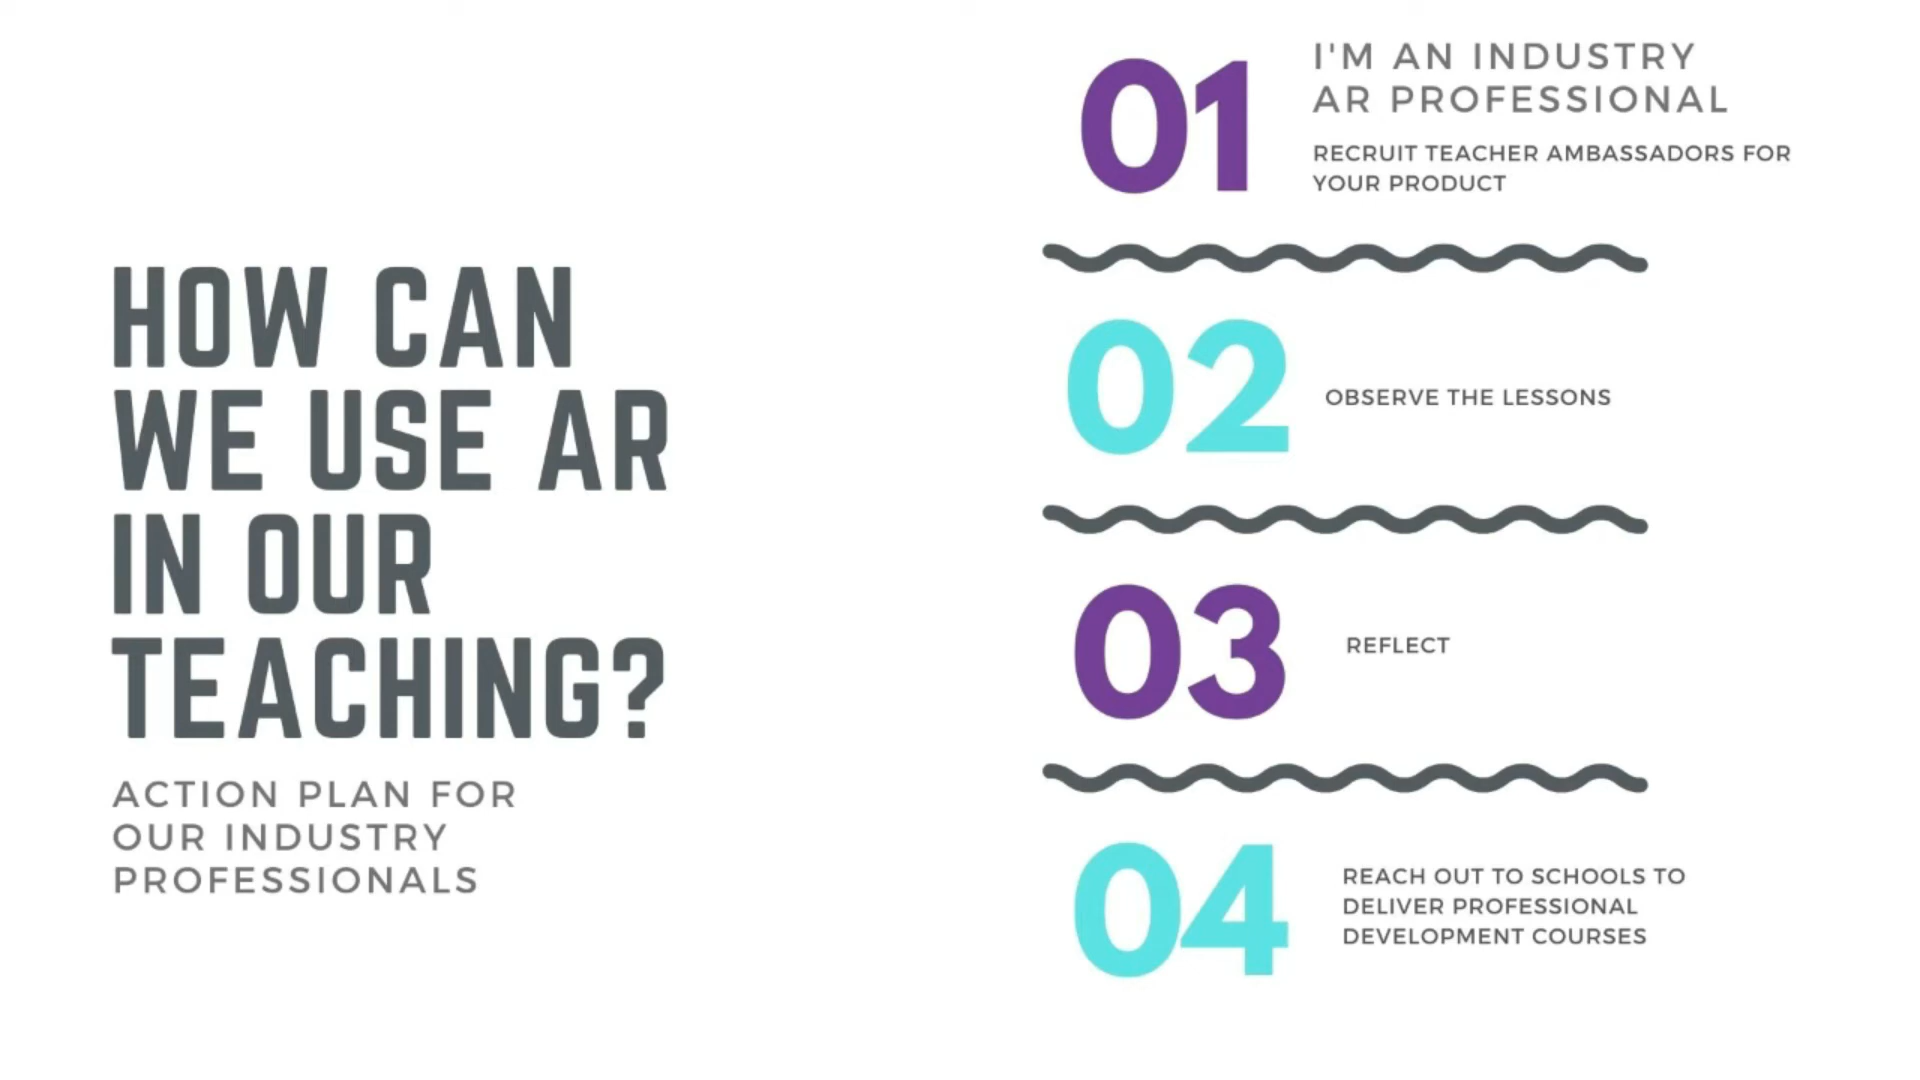 HOW CAN
WE USE AR
IN OUR
TEACHING?
ACTION PLAN FOR
OUR INDUSTRY
PROFESSIONALS
01
I'M AN INDUSTRY
AR PROFESSIONAL
RECRUIT TEACHER AMBASSADORS FOR
YOUR PRODUCT
02
OBSERVE THE LESSONS
03
REFLECT
04
REACH OUT TO SCHOOLS TO
DELIVER PROFESSIONAL
DEVELOPMENT COURSES